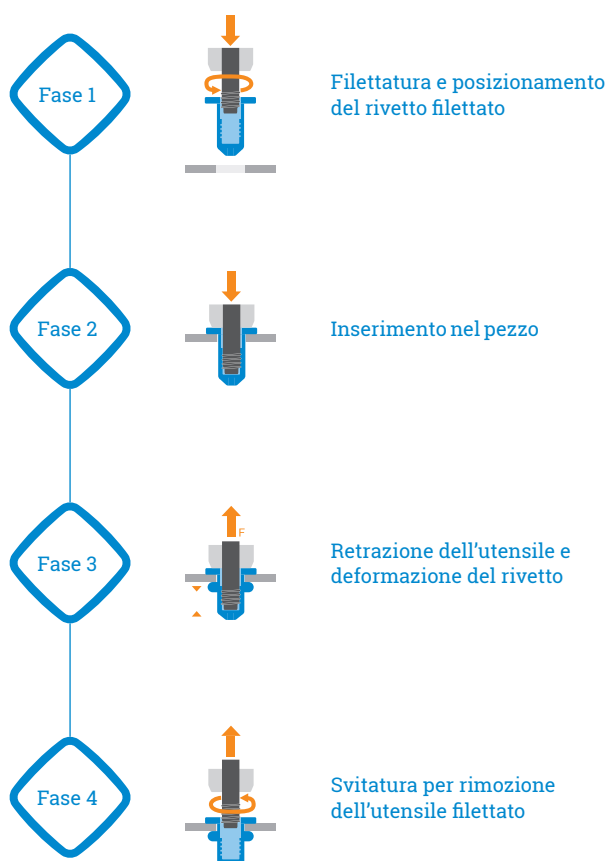 Fase 1
Filettatura e posizionamento
del rivetto filettato
Fase 2
Inserimento nel pezzo
F
Fase 3
Retrazione dell'utensile e
deformazione del rivetto
Fase 4
Svitatura per rimozione
dell'utensile filettato